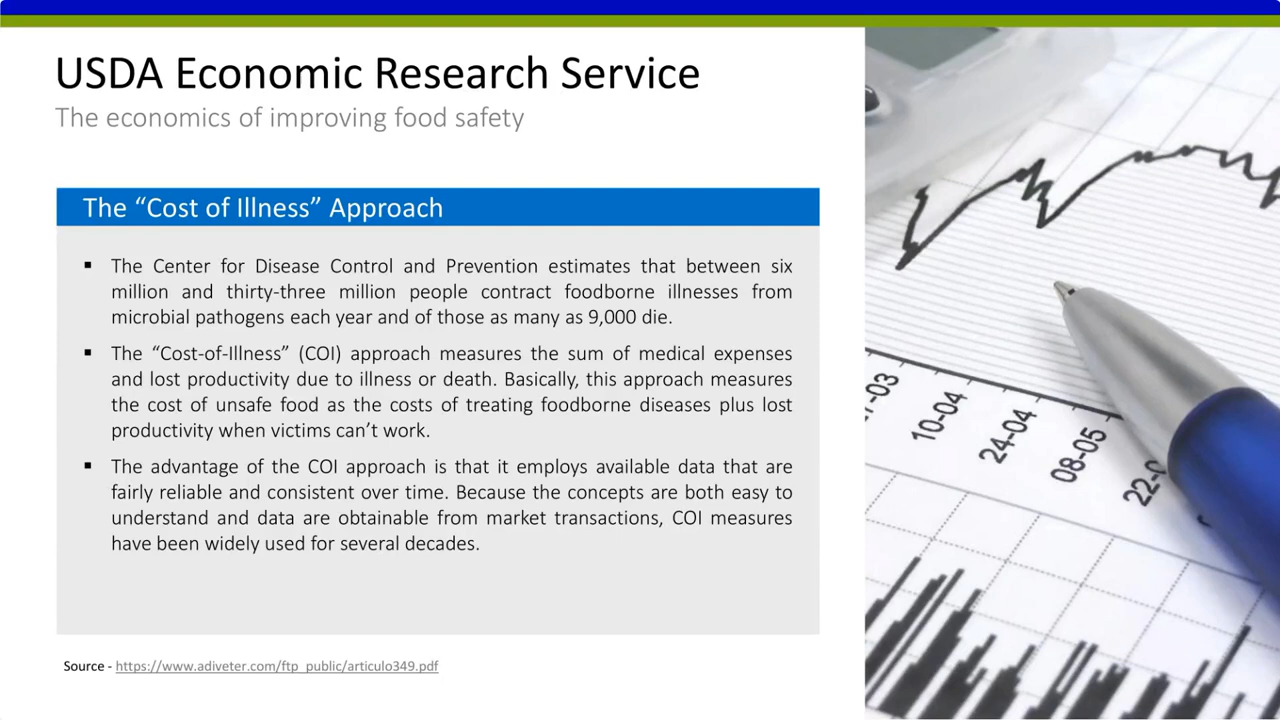 USDA Economic Research Service
The economics of improving food safety
The “Cost of Illness” Approach
▪ The Center for Disease Control and Prevention estimates that between six
million and thirty-three million people contract foodborne illnesses from
microbial pathogens each year and of those as many as 9,000 die.
▪ The “Cost-of-Illness” (COI) approach measures the sum of medical expenses
and lost productivity due to illness or death. Basically, this approach measures
the cost of unsafe food as the costs of treating foodborne diseases plus lost
productivity when victims can’t work.
▪ The advantage of the COI approach is that it employs available data that are
fairly reliable and consistent over time. Because the concepts are both easy to
understand and data are obtainable from market transactions, COI measures
have been widely used for several decades.
Source - https://www.adiveter.com/ftp_public/articulo349.pdf
10-04
24-04
08-05